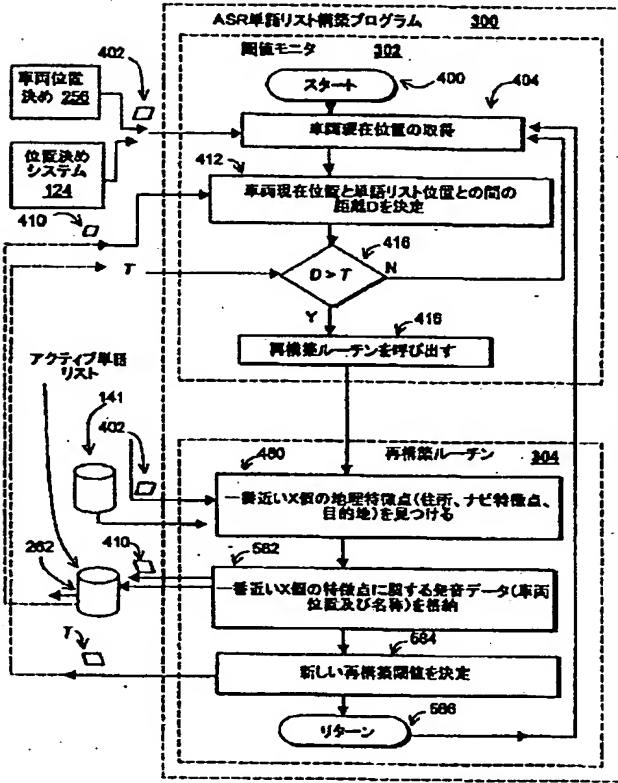 ASR単語リスト構築プログラム 300
閾値モニタ 302
402
スタート
400
404
車両位置
決め 256
車両現在位置の取得
位置決め
システム
124
412
車両現在位置と単語リスト位置との間の
距離Dを決定
410
416
T
D > T
N
Y
416
再構築ルーチンを呼び出す
アクティブ単語
リスト
141
402
再構築ルーチン 304
480
一番近いX個の地理特徴点(住所、ナビ特徴点、
目的地)を見つける
410
582
262
一番近いX個の特徴点に関する発音データ(車両
位置及び名称)を格納
T
584
新しい再構築閾値を決定
リターン
586